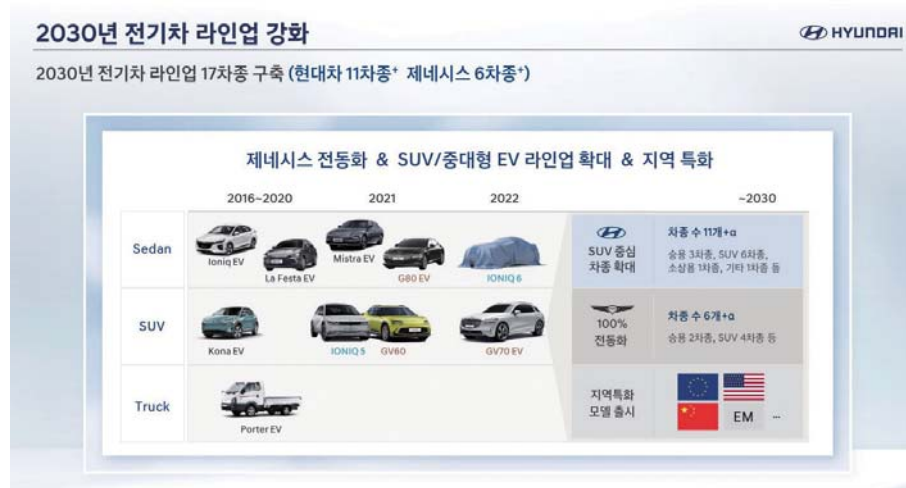 2030년 전기차 라인업 강화
HYUNDAI
2030년 전기차 라인업 17차종 구축 (현대차 11차종+ 제네시스 6차종+)
제네시스 전동화 & SUV/중대형 EV 라인업 확대 & 지역 특화
2016~2020 2021 2022 ~2030
Sedan
Ioniq EV
La Festa EV
Mistra EV
G80 EV
IONIQ 6
SUV 중심
차종 확대
차종 수 11개+α
승용 3차종, SUV 6차종,
소상용 1차종, 기타 1차종 등
SUV
Kona EV
IONIQ 5
GV60
GV70 EV
100%
전동화
차종 수 6개+α
승용 2차종, SUV 4차종 등
Truck
Porter EV
지역특화
모델 출시
EM ...